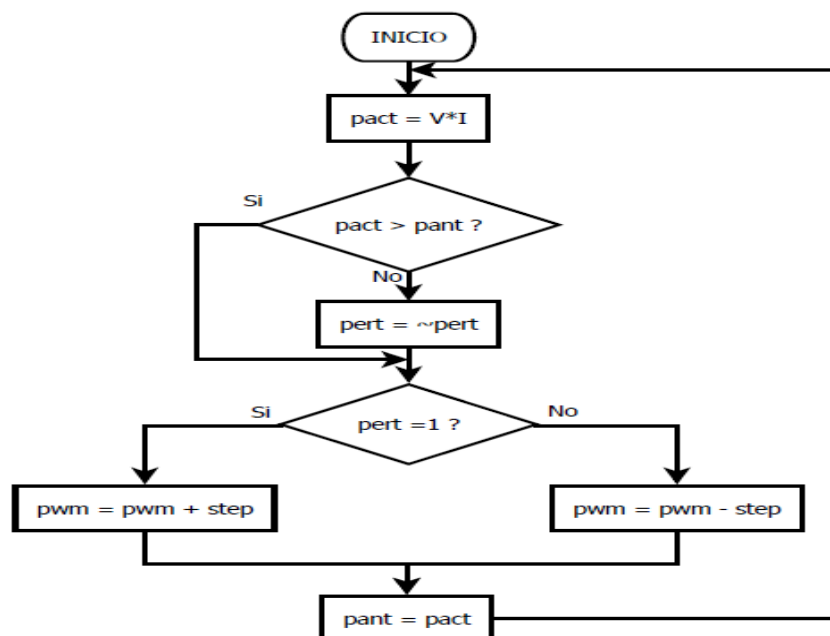 INICIO
pact = V*I
Si
pact > pant ?
No
pert = ~pert
Si
pert =1 ?
No
pwm = pwm + step
pwm = pwm - step
pant = pact